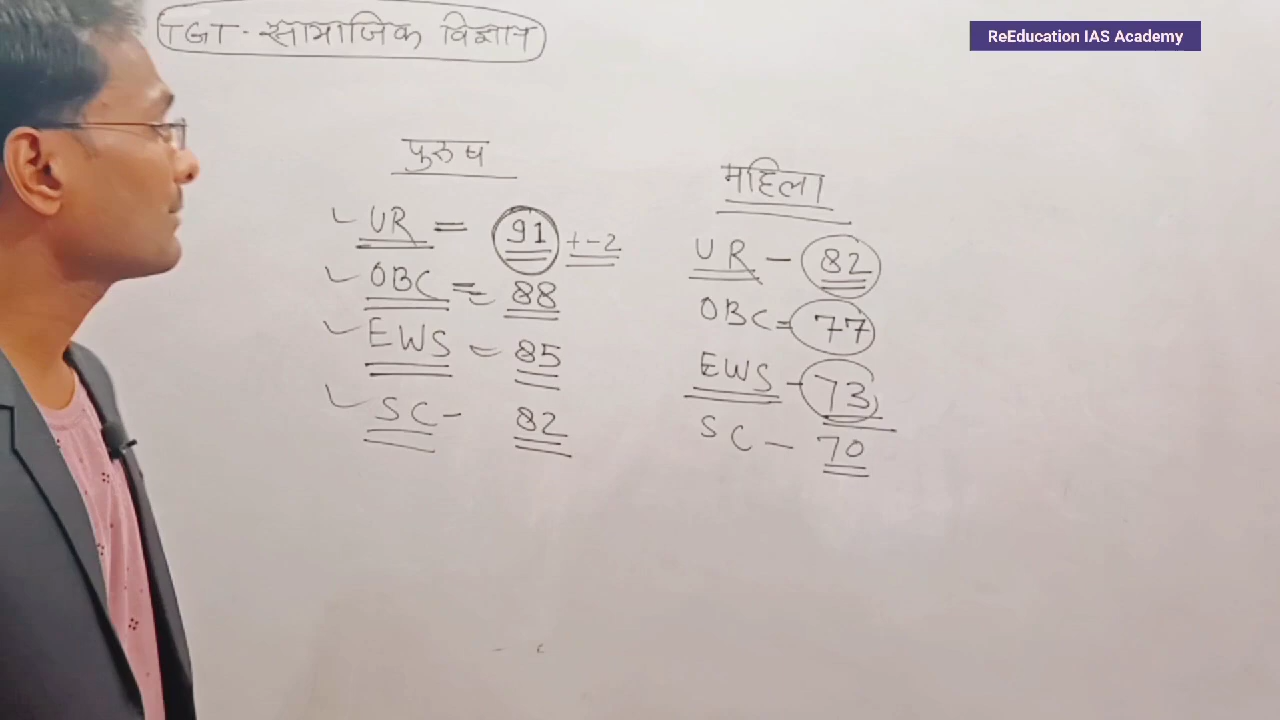 TGT - सामाजिक विज्ञान
ReEducation IAS Academy
पुरुष
UR = 91 +-2
OBC = 88
EWS = 85
SC - 82
महिला
UR - 82
OBC = 77
EWS - 73
SC - 70